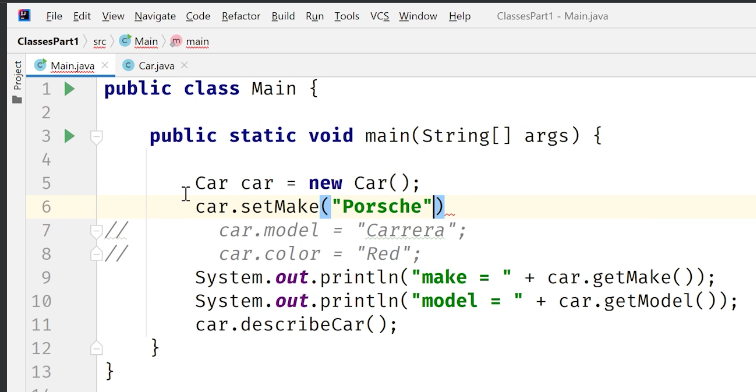 File Edit View Navigate Code Analyze Refactor Build Run Tools VCS Window Help ClassesPart1 - Main.java
ClassesPart1 src Main main
Main.java Car.java
Project
1 public class Main {
2
3 public static void main(String[] args) {
4
5 Car car = new Car();
6 car.setMake("Porsche")
7 // car.model = "Carrera";
8 // car.color = "Red";
9 System.out.println("make = " + car.getMake());
10 System.out.println("model = " + car.getModel());
11 car.describeCar();
12 }
13 }